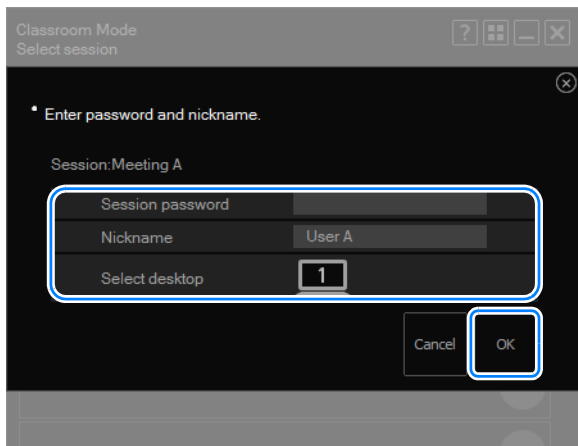 Classroom Mode
Select session
?
Enter password and nickname.
Session:Meeting A
Session password
Nickname User A
Select desktop 1
Cancel OK